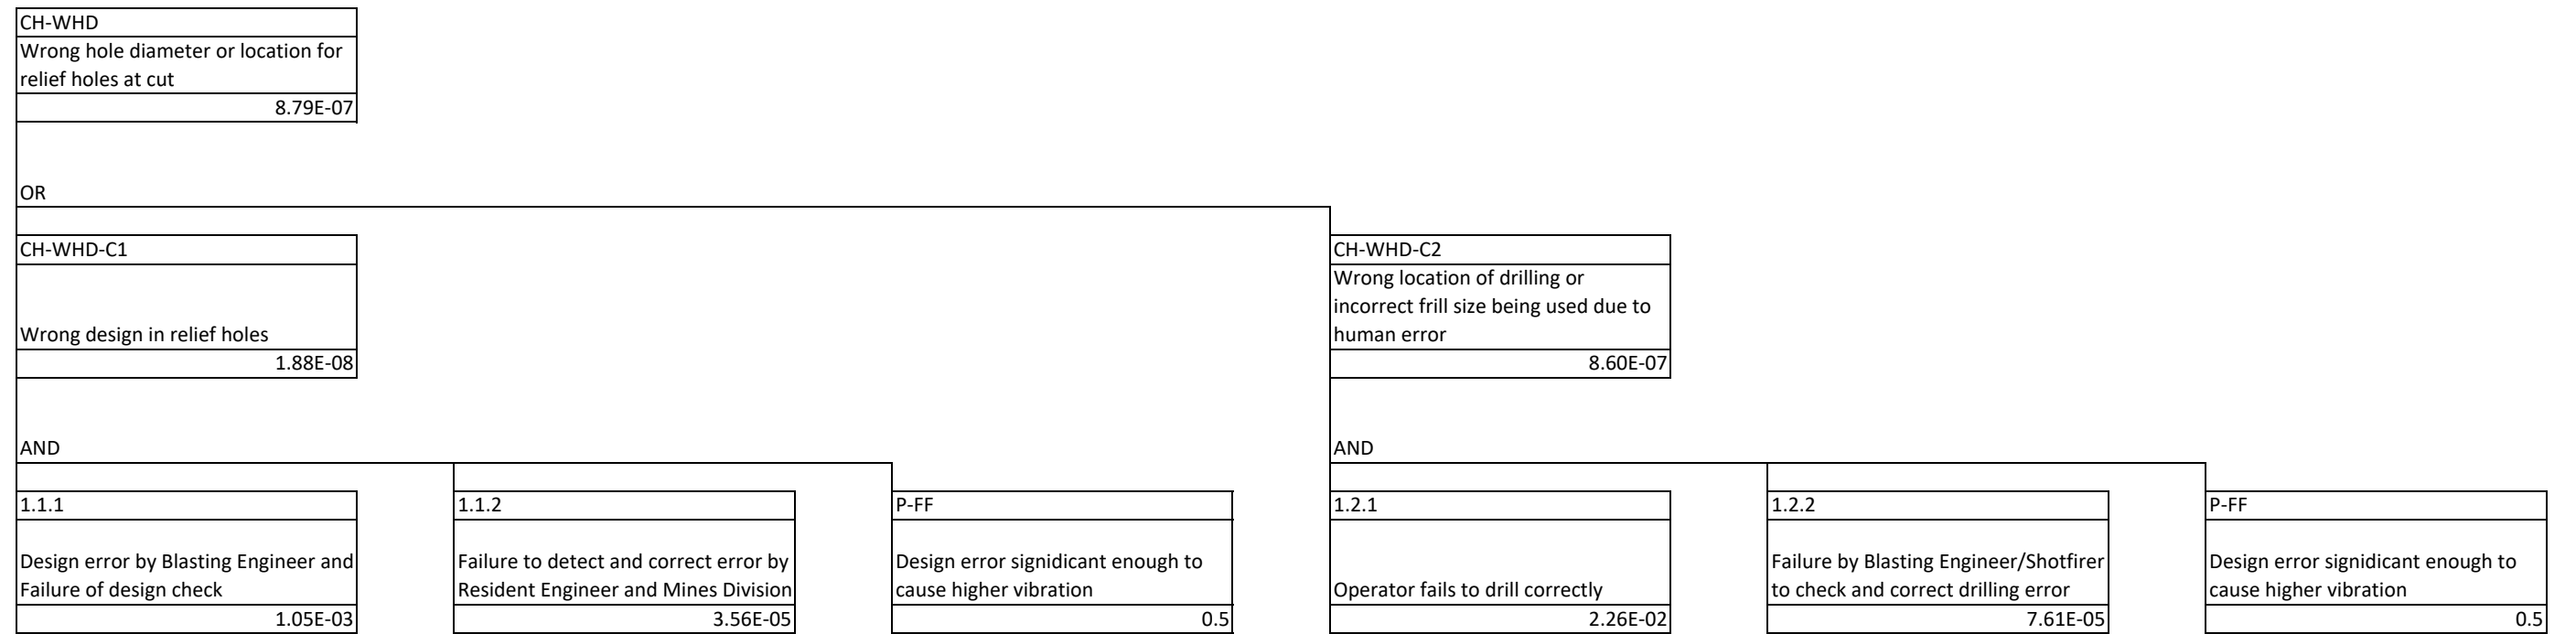 CH-WHD
Wrong hole diameter or location for
relief holes at cut
8.79E-07
OR
CH-WHD-C1
Wrong design in relief holes
1.88E-08
CH-WHD-C2
Wrong location of drilling or
incorrect frill size being used due to
human error
8.60E-07
AND
AND
1.1.1
Design error by Blasting Engineer and
Failure of design check
1.05E-03
1.1.2
Failure to detect and correct error by
Resident Engineer and Mines Division
3.56E-05
P-FF
Design error signidicant enough to
cause higher vibration
0.5
1.2.1
Operator fails to drill correctly
2.26E-02
1.2.2
Failure by Blasting Engineer/Shotfirer
to check and correct drilling error
7.61E-05
P-FF
Design error signidicant enough to
cause higher vibration
0.5